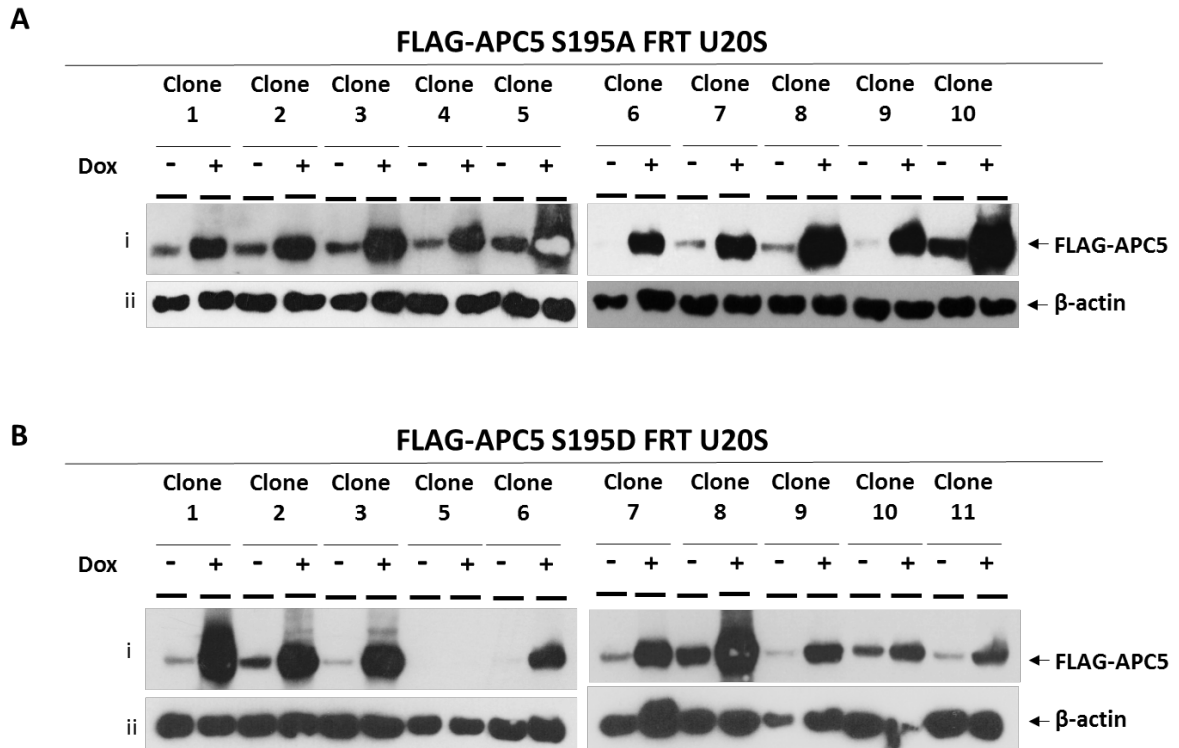 A
FLAG-APC5 S195A FRT U20S
Clone Clone Clone Clone Clone Clone Clone Clone Clone Clone
1 2 3 4 5 6 7 8 9 10
Dox - + - + - + - + - + - + - + - + - + - +
i ← FLAG-APC5
ii ← β-actin
B
FLAG-APC5 S195D FRT U20S
Clone Clone Clone Clone Clone Clone Clone Clone Clone Clone
1 2 3 5 6 7 8 9 10 11
Dox - + - + - + - + - + - + - + - + - + - +
i ← FLAG-APC5
ii ← β-actin